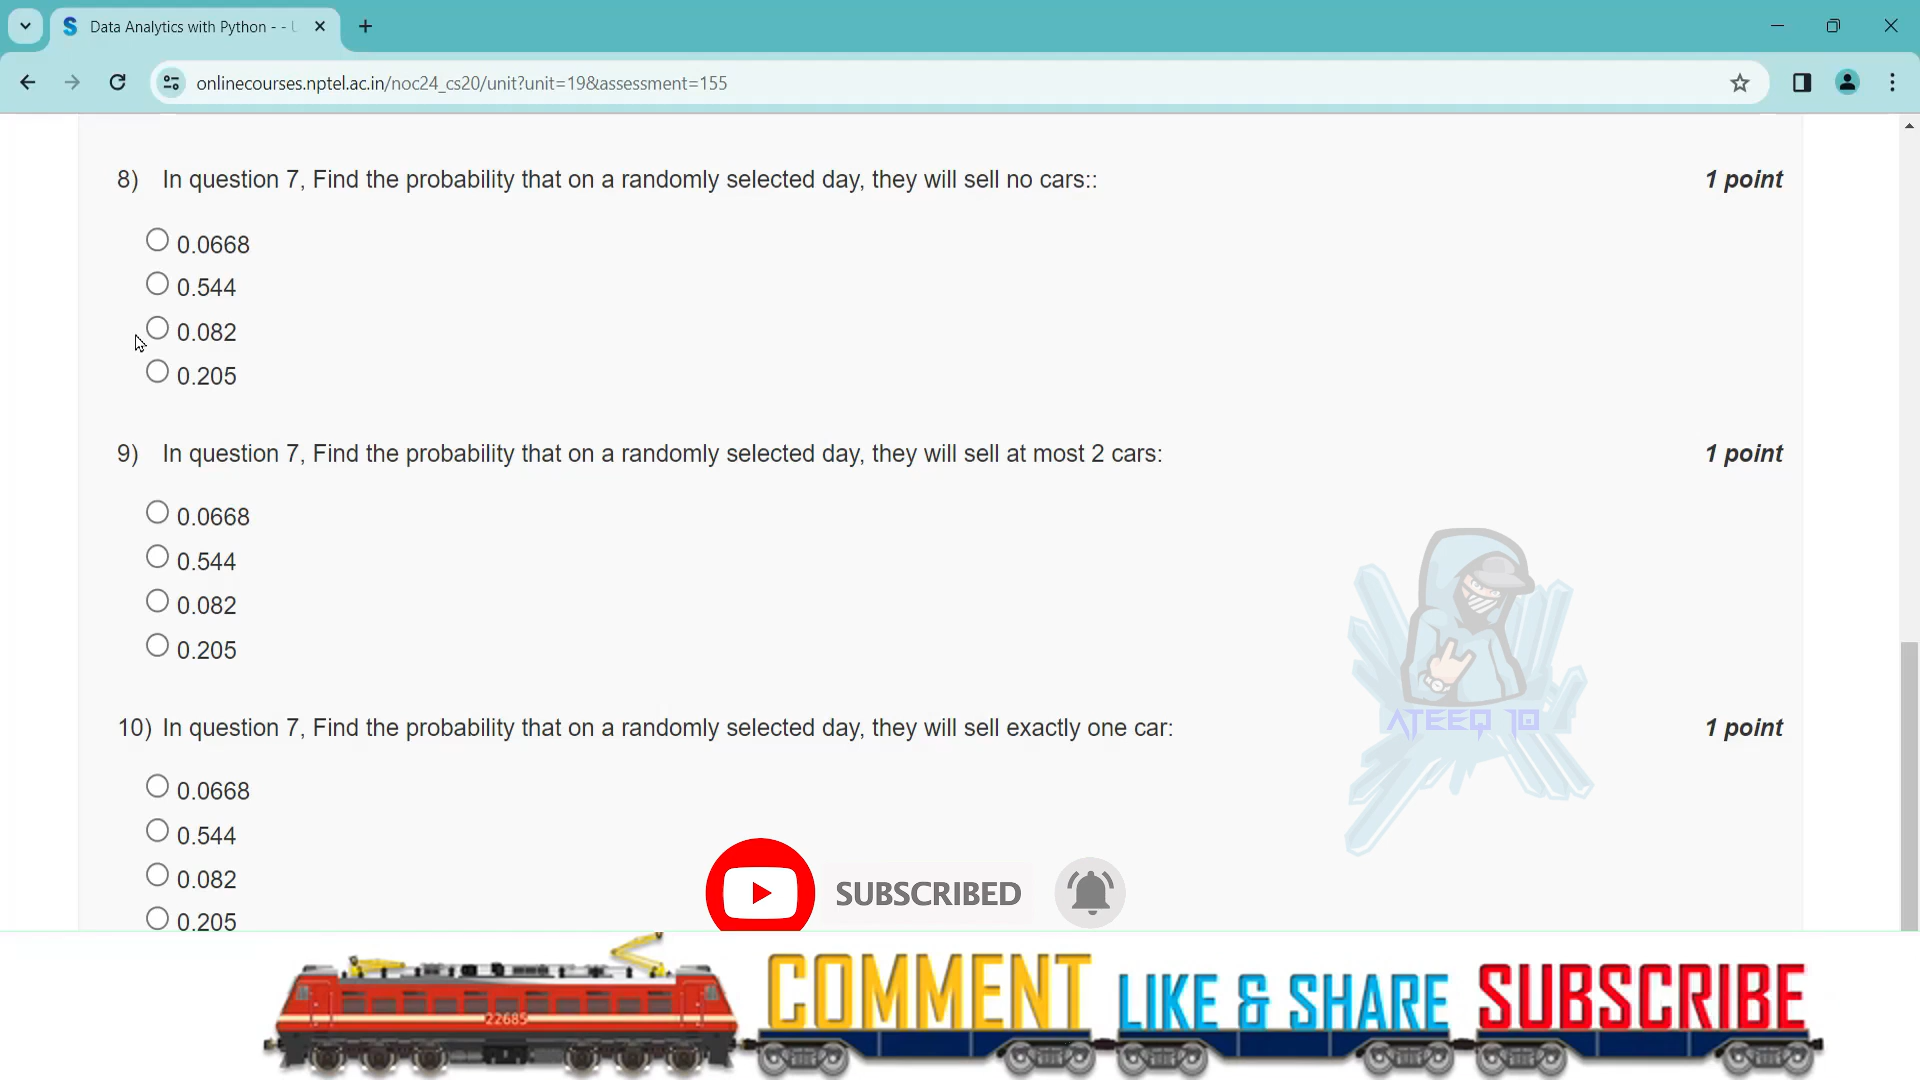 Data Analytics with Python - -
onlinecourses.nptel.ac.in/noc24_cs20/unit?unit=19&assessment=155
8) In question 7, Find the probability that on a randomly selected day, they will sell no cars:: 1 point
0.0668
0.544
0.082
0.205
9) In question 7, Find the probability that on a randomly selected day, they will sell at most 2 cars: 1 point
0.0668
0.544
0.082
0.205
10) In question 7, Find the probability that on a randomly selected day, they will sell exactly one car: 1 point
0.0668
0.544
0.082
0.205
ATEEQ 10
SUBSCRIBED
22685
COMMENT LIKE & SHARE SUBSCRIBE